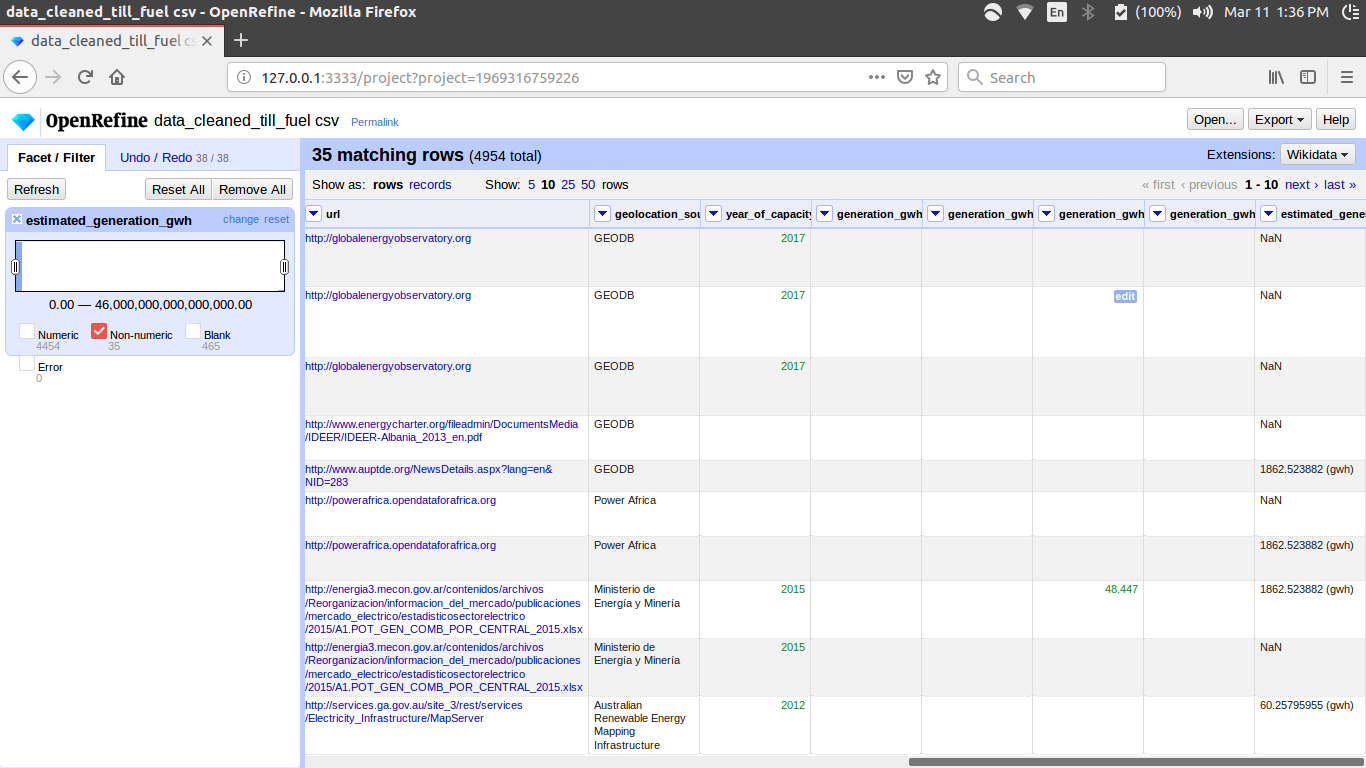 data_cleaned_till_fuel csv - OpenRefine - Mozilla Firefox
En (100%) Mar 11 1:36 PM
data_cleaned_till_fuel cs
127.0.0.1:3333/project?project=1969316759226
Search
OpenRefine data_cleaned_till_fuel csv Permalink
Open... Export Help
Facet / Filter Undo / Redo 38 / 38
35 matching rows (4954 total)
Extensions: Wikidata
Refresh Reset All Remove All
Show as: rows records Show: 5 10 25 50 rows
« first ‹ previous 1 - 10 next › last »
estimated_generation_gwh change reset
0.00 — 46,000,000,000,000,000.00
Numeric 4454
Non-numeric 35
Blank 465
Error 0
url geolocation_sou year_of_capacity generation_gwh generation_gwh generation_gwh generation_gwh estimated_gene
http://globalenergyobservatory.org GEODB 2017 NaN
http://globalenergyobservatory.org GEODB 2017 edit NaN
http://globalenergyobservatory.org GEODB 2017 NaN
http://www.energycharter.org/fileadmin/DocumentsMedia GEODB NaN
/IDEER/IDEER-Albania_2013_en.pdf
http://www.auptde.org/NewsDetails.aspx?lang=en& GEODB 1862.523882 (gwh)
NID=283
http://powerafrica.opendataforafrica.org Power Africa NaN
http://powerafrica.opendataforafrica.org Power Africa 1862.523882 (gwh)
http://energia3.mecon.gov.ar/contenidos/archivos Ministerio de 2015 48.447 1862.523882 (gwh)
/Reorganizacion/informacion_del_mercado/publicaciones Energía y Minería
/mercado_electrico/estadisticosectorelectrico
/2015/A1.POT_GEN_COMB_POR_CENTRAL_2015.xlsx
http://energia3.mecon.gov.ar/contenidos/archivos Ministerio de 2015 NaN
/Reorganizacion/informacion_del_mercado/publicaciones Energía y Minería
/mercado_electrico/estadisticosectorelectrico
/2015/A1.POT_GEN_COMB_POR_CENTRAL_2015.xlsx
http://services.ga.gov.au/site_3/rest/services Australian 2012 60.25795955 (gwh)
/Electricity_Infrastructure/MapServer Renewable Energy
Mapping
Infrastructure